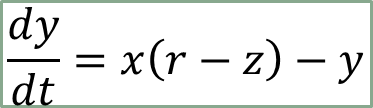 dy/dt = x(r − z) − y